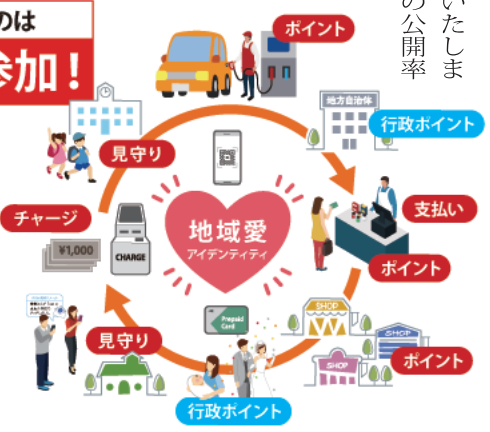 いたしま
の公開率
のは
参加！
ポイント
地方自治体
行政ポイント
見守り
チャージ
¥1,000
CHARGE
地域愛
アイデンティティ
支払い
ポイント
SHOP
SHOP
SHOP
ポイント
Prepaid
Card
見守り
行政ポイント